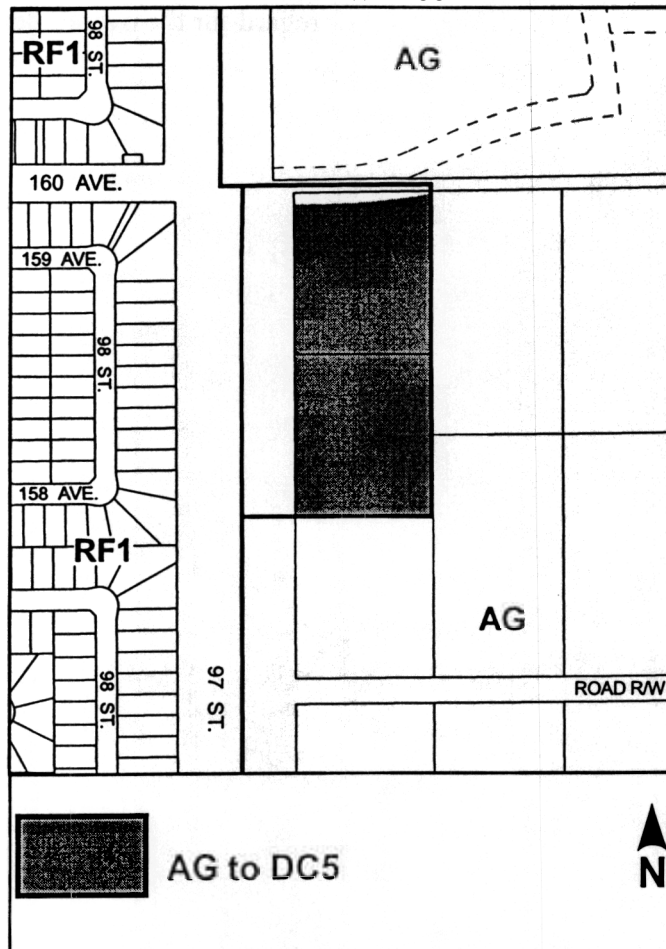 98 ST.
RF1
AG
160 AVE.
159 AVE.
98 ST.
158 AVE.
RF1
AG
98 ST.
97 ST.
ROAD R/W
AG to DC5
N